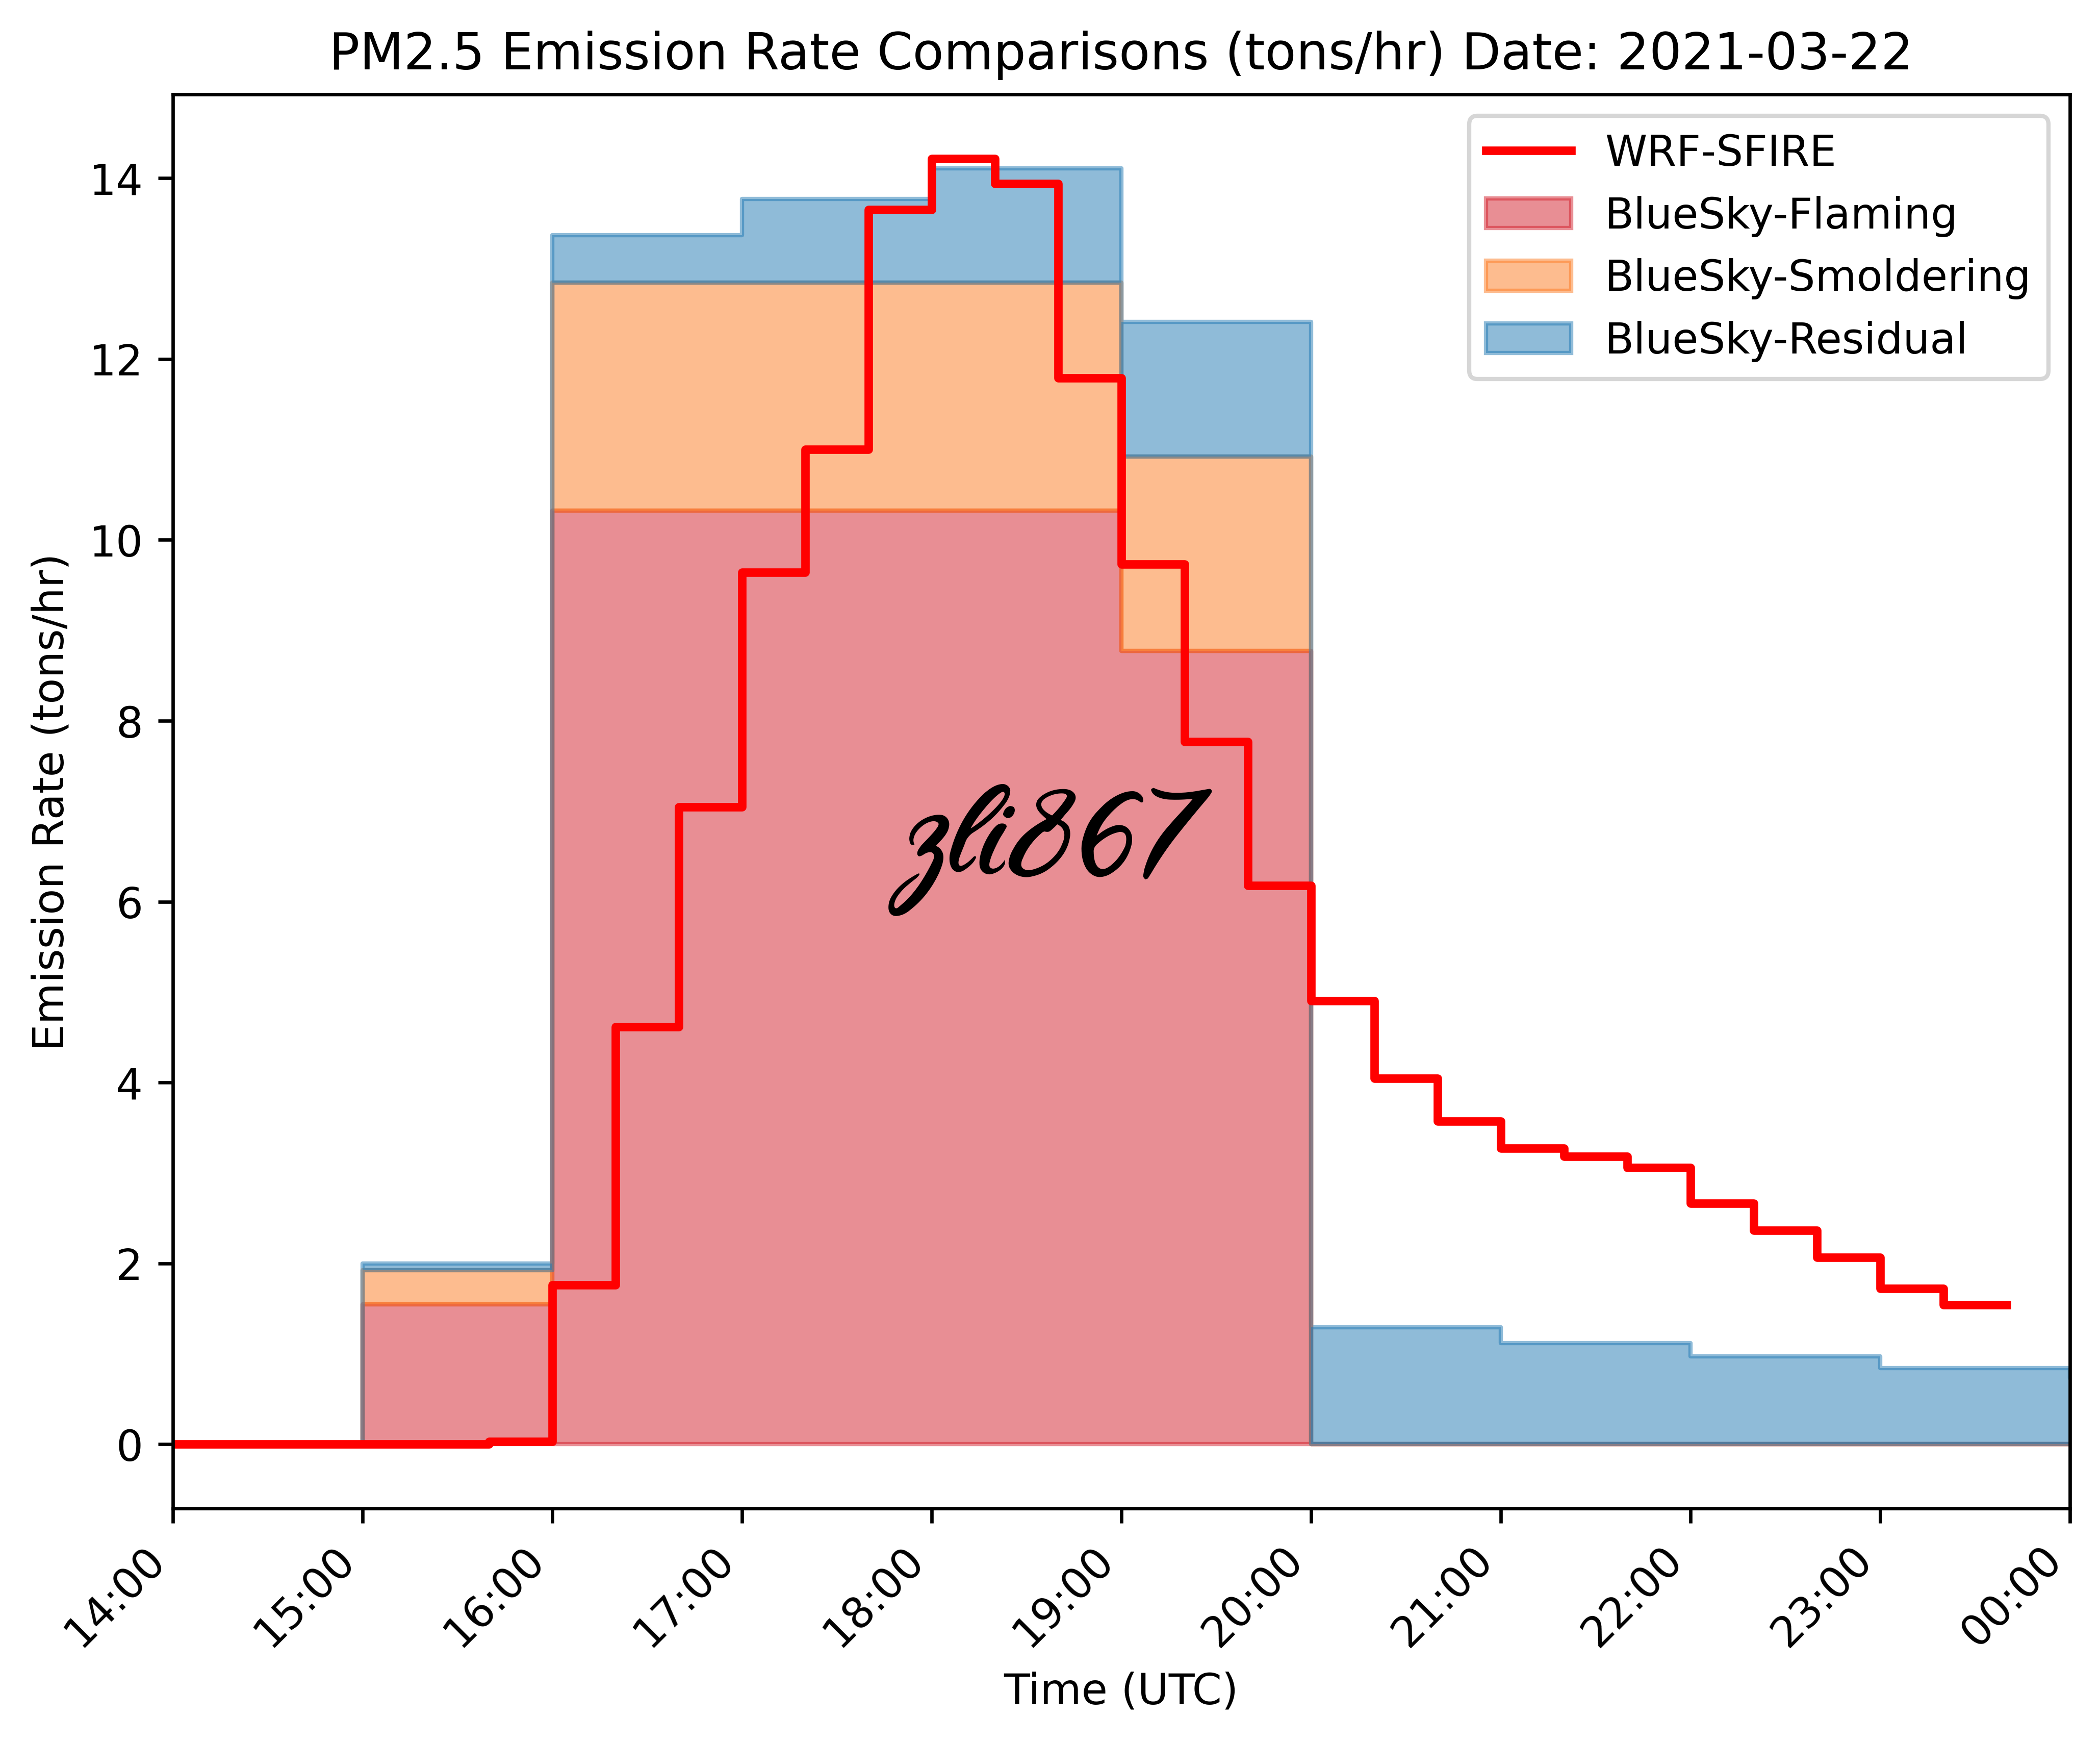 PM2.5 Emission Rate Comparisons (tons/hr) Date: 2021-03-22
WRF-SFIRE
BlueSky-Flaming
BlueSky-Smoldering
BlueSky-Residual
Emission Rate (tons/hr)
14
12
10
8
6
4
2
0
zli867
14:00
15:00
16:00
17:00
18:00
19:00
20:00
21:00
22:00
23:00
00:00
Time (UTC)